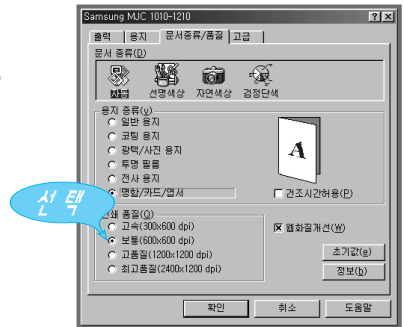 Samsung MJC 1010-1210
출력 용지 문서종류/품질 고급
문서 종류(D)
자동 선명색상 자연색상 검정단색
용지 종류(y)
일반 용지
코팅 용지
광택/사진 용지
투명 필름
전사 용지
명함/카드/엽서
A
건조시간허용(P)
선택
인쇄 품질(Q)
고속(300x600 dpi)
보통(600x600 dpi)
고품질(1200x1200 dpi)
최고품질(2400x1200 dpi)
웹화질개선(W)
초기값(g)
정보(b)
확인 취소 도움말